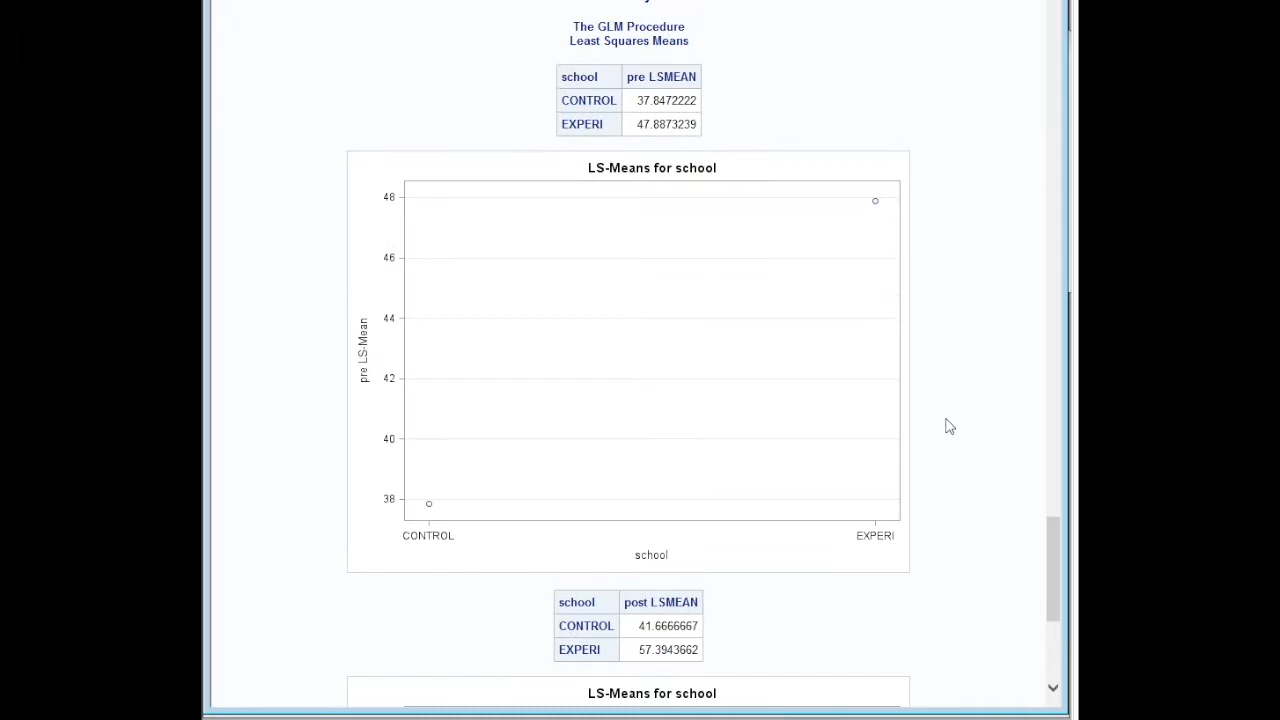 The GLM Procedure
Least Squares Means
school pre LSMEAN
CONTROL 37.8472222
EXPERI 47.8873239
LS-Means for school
48
46
44
42
40
38
pre LS-Mean
CONTROL EXPERI
school
school post LSMEAN
CONTROL 41.6666667
EXPERI 57.3943662
LS-Means for school